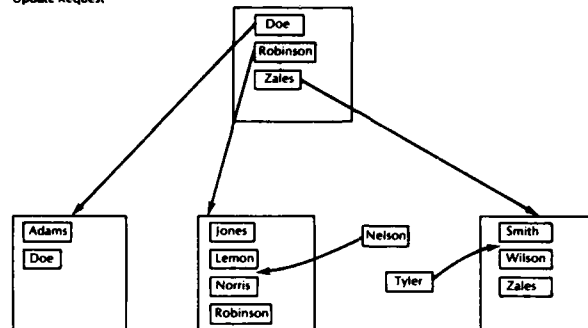 Update Request
Doe
Robinson
Zales
Adams
Doe
Jones
Lemon
Norris
Robinson
Nelson
Tyler
Smith
Wilson
Zales